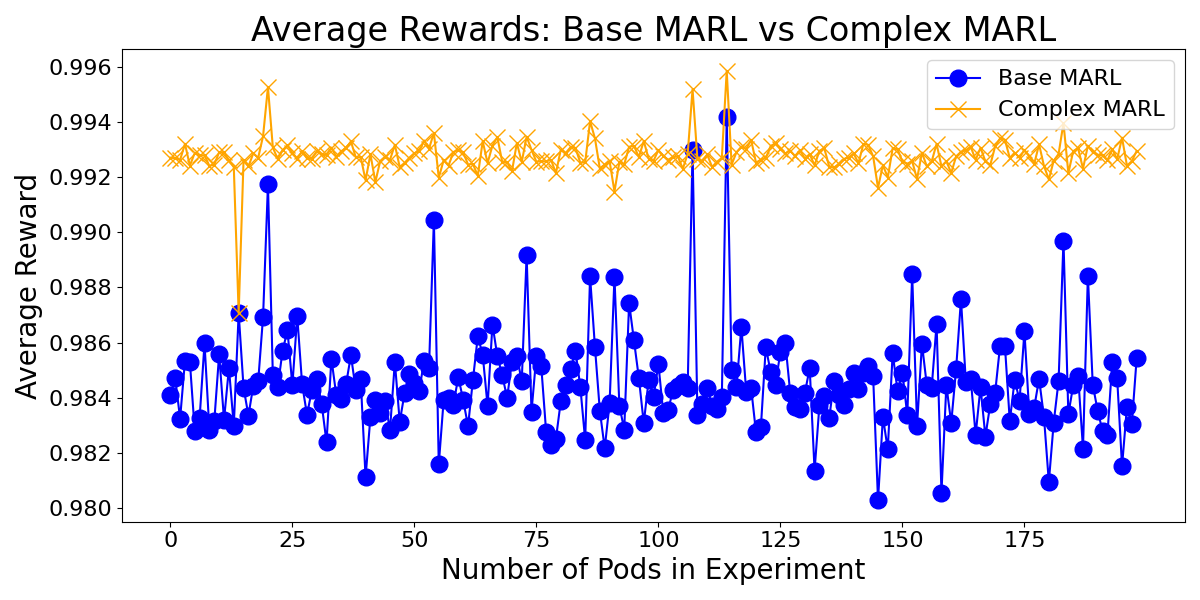 Average Rewards: Base MARL vs Complex MARL
Base MARL
Complex MARL
Average Reward
0.996
0.994
0.992
0.990
0.988
0.986
0.984
0.982
0.980
0 25 50 75 100 125 150 175
Number of Pods in Experiment